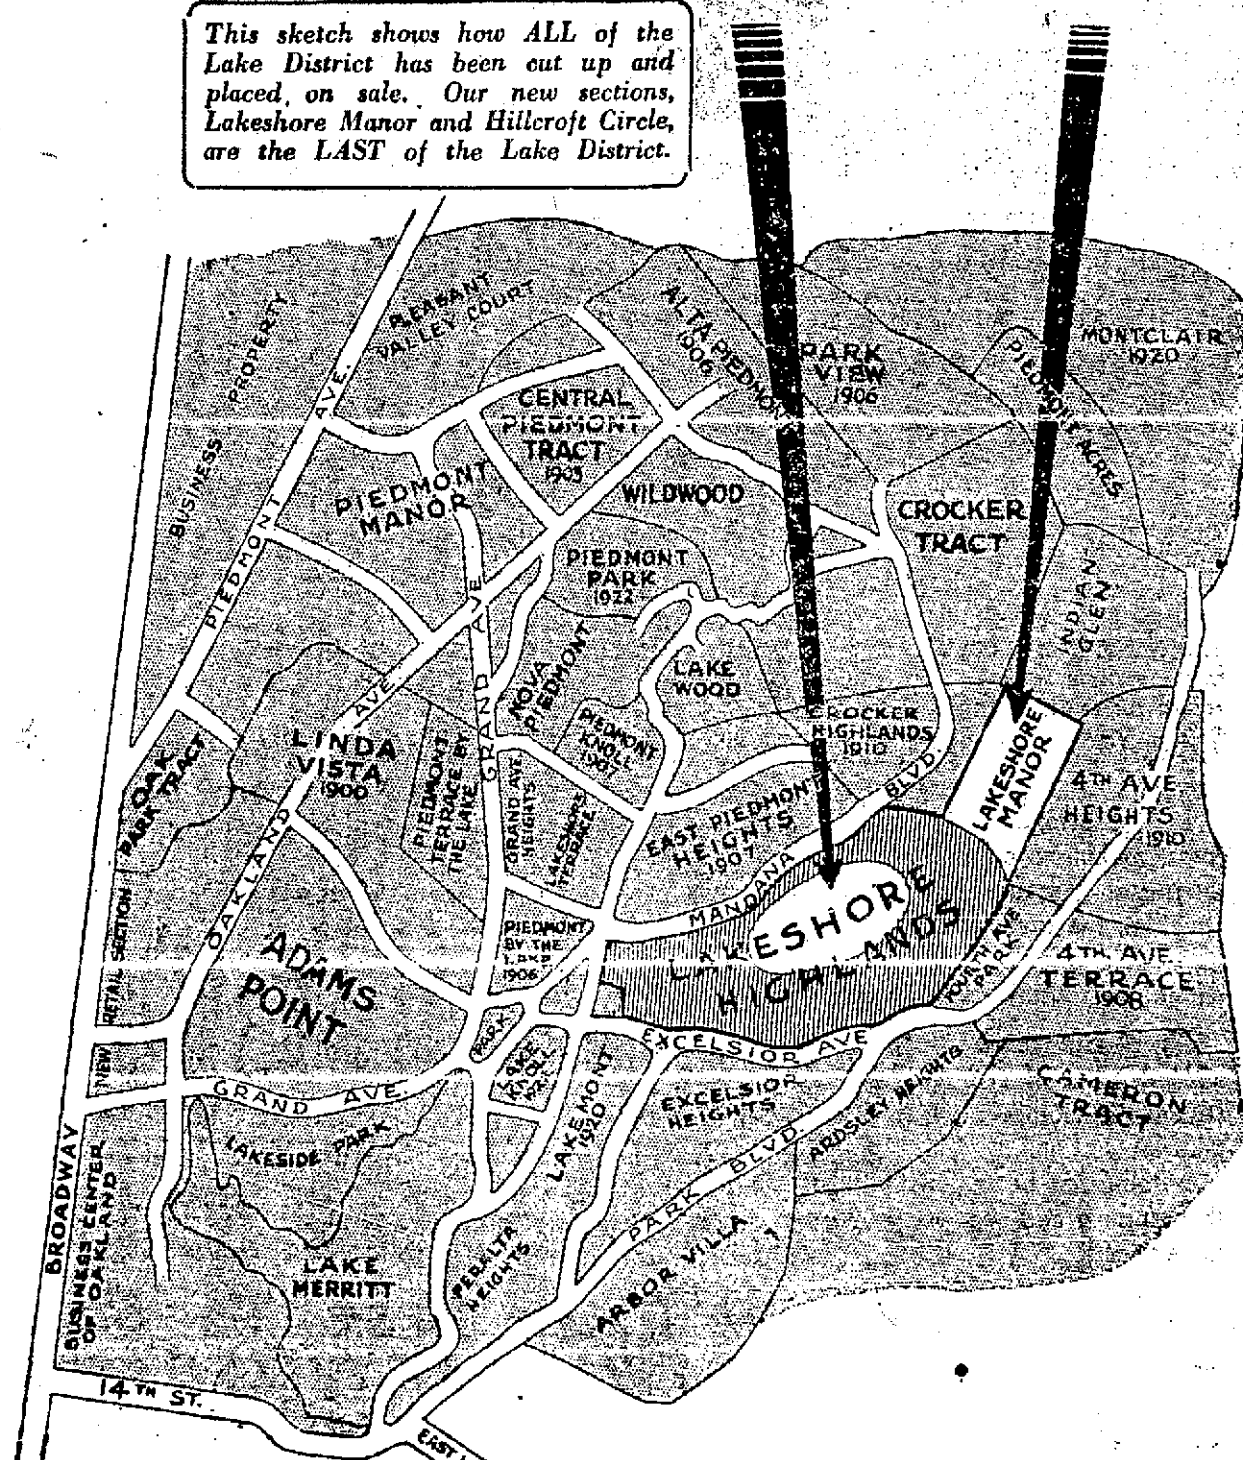 This sketch shows how ALL of the
Lake District has been cut up and
placed on sale. Our new sections,
Lakeshore Manor and Hillcroft Circle,
are the LAST of the Lake District.
BUSINESS PROPERTY
PIEDMONT AVE.
PLEASANT
VALLEY COURT
ALTA PIEDMONT
1906
PARK
VIEW
1906
PIEDMONT ACRES
MONTCLAIR
1920
CENTRAL
PIEDMONT
TRACT
1905
PIEDMONT
MANOR
WILDWOOD
CROCKER
TRACT
PIEDMONT
PARK
1922
INDIAN
GLEN
NOVA
PIEDMONT
LAKE
WOOD
OAK
PARK TRACT
LINDA
VISTA
1900
PIEDMONT
TERRACE BY
THE LAKE
GRAND AVE
GRAND AVE.
HEIGHTS
PIEDMONT
KNOLL
1907
LAKEMORE
TERRACE
CROCKER
HIGHLANDS
1910
EAST PIEDMONT
HEIGHTS
1907
MANDANA BLVD.
LAKESHORE
MANOR
4TH AVE
HEIGHTS
1910
OAKLAND AVE.
RETAIL SECTION
NEW
ADAMS
POINT
PIEDMONT
BY THE
LAKE
1906
LAKESHORE
HIGHLANDS
FOURTH AVE
PARK
4TH AVE.
TERRACE
1908
PARK
LAKE
KNOLL
EXCELSIOR AVE
GRAND AVE.
LAKEMONT
1920
EXCELSIOR
HEIGHTS
ARDSLEY HEIGHTS
CAMERON
TRACT
LAKESIDE PARK
LAKE
MERRITT
PERALTA
HEIGHTS
PARK BLVD.
ARBOR VILLA
BROADWAY
BUSINESS CENTER
OF OAKLAND
14TH ST.
EAST